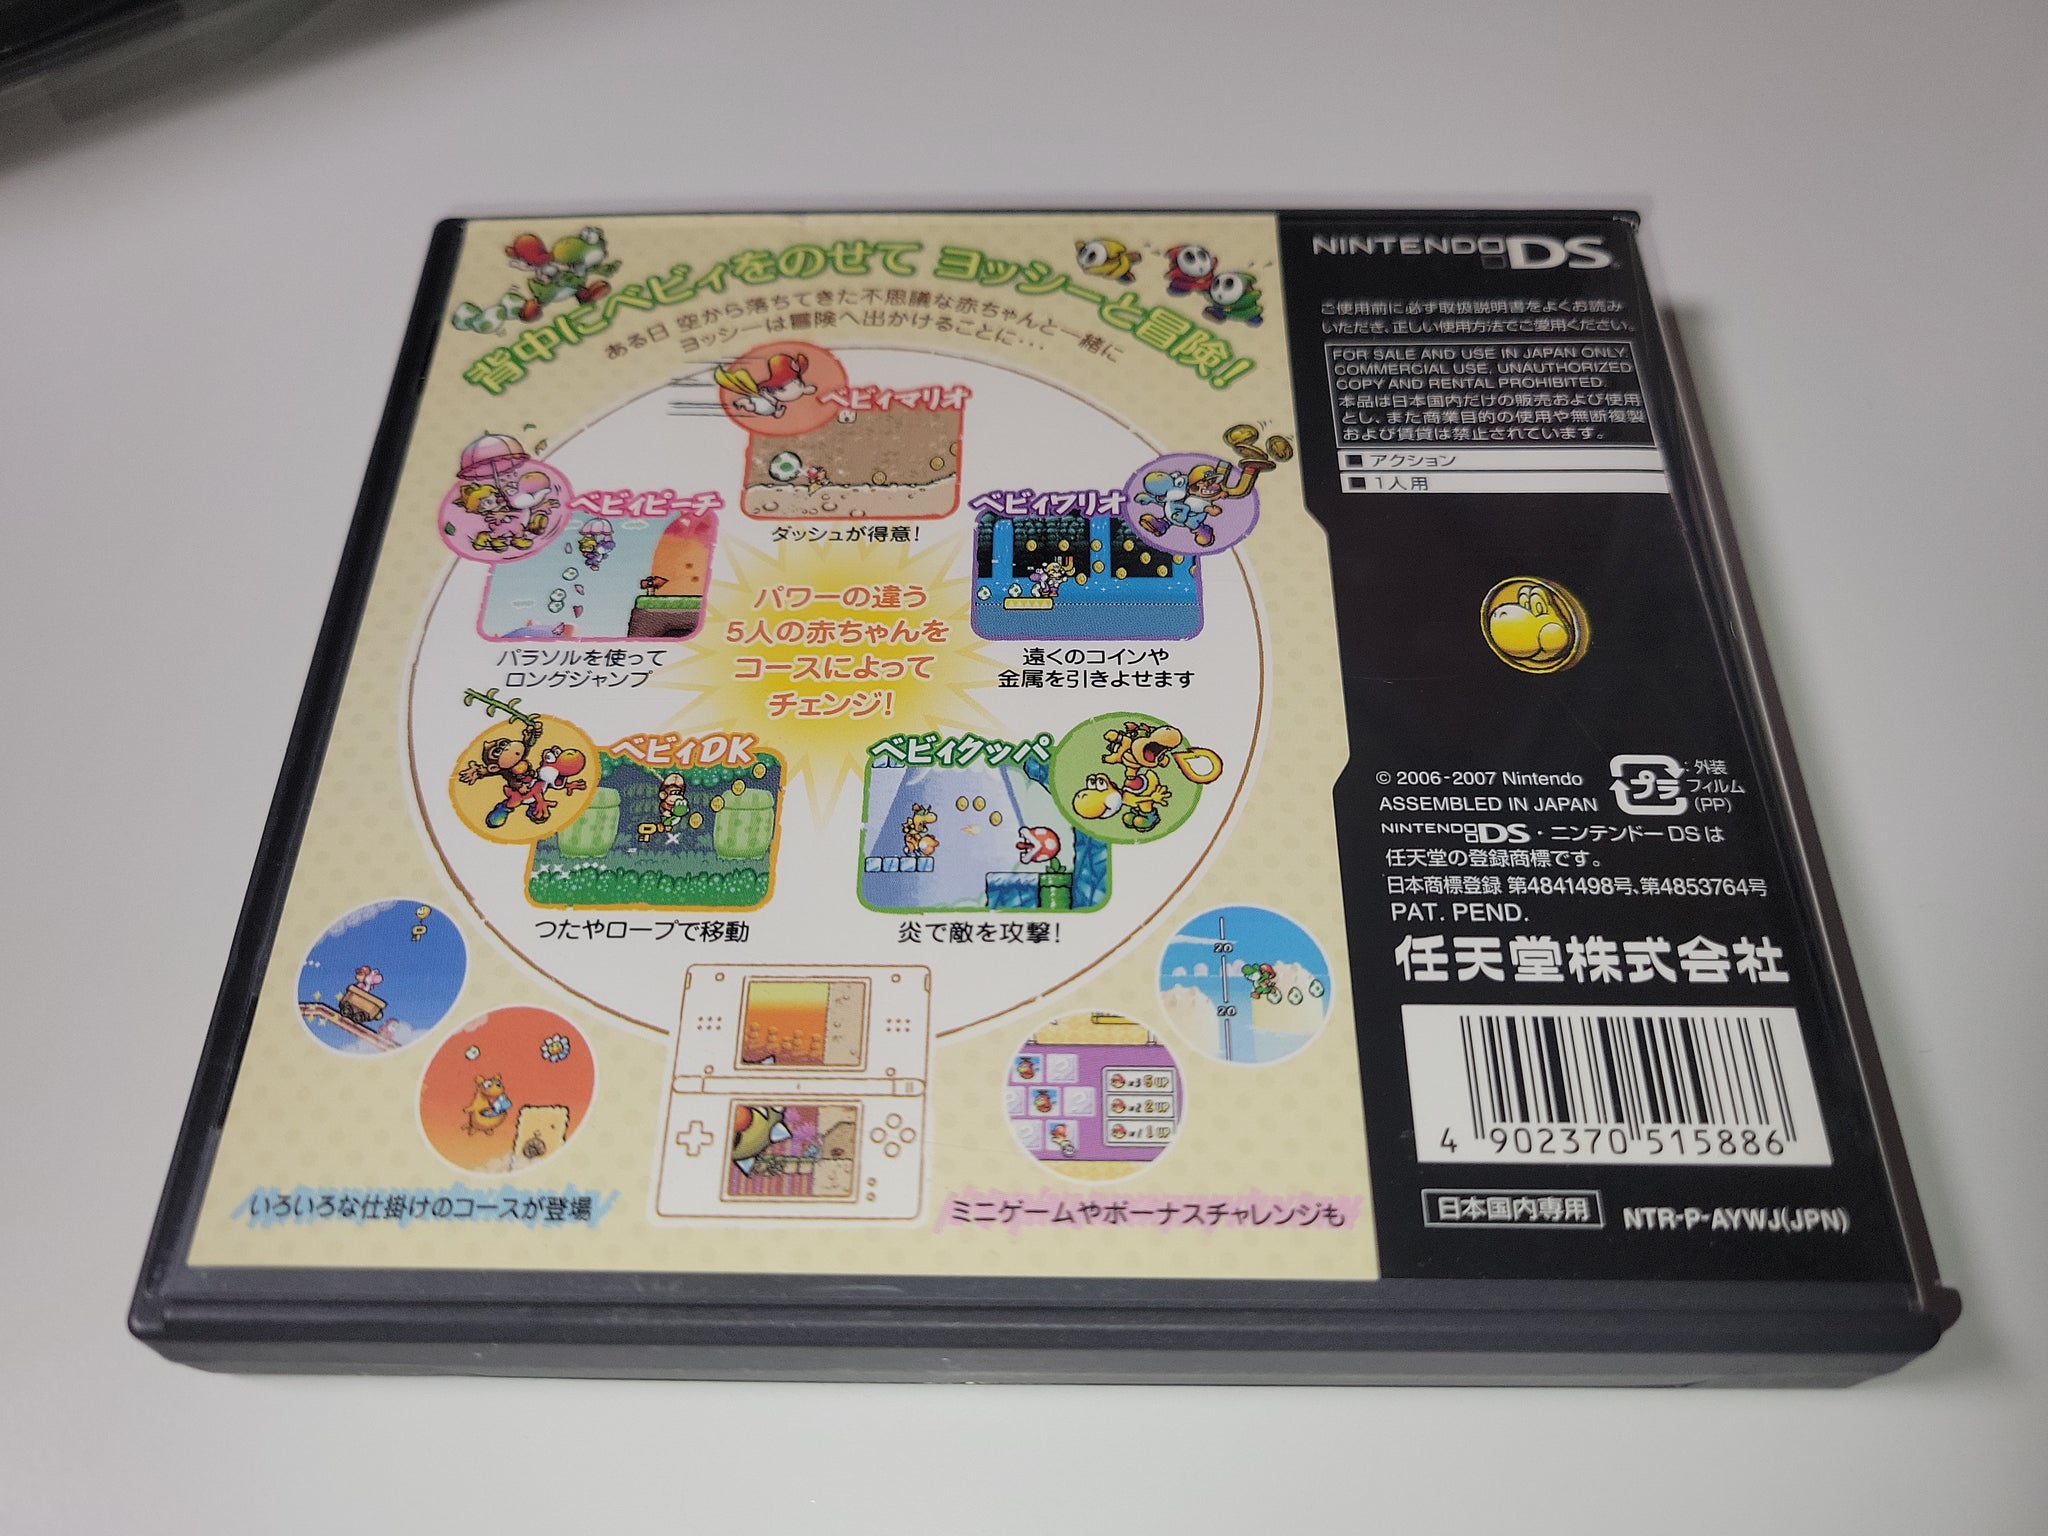 背中にベビィをのせて ヨッシーと冒険!
ある日 空から落ちてきた不思議な赤ちゃんと一緒に
ヨッシーは冒険へ出かけることに・・・
ベビィマリオ
ダッシュが得意!
ベビィピーチ
パラソルを使って
ロングジャンプ
ベビィワリオ
遠くのコインや
金属を引きよせます
パワーの違う
5人の赤ちゃんを
コースによって
チェンジ!
ベビィDK
つたやロープで移動
ベビィクッパ
炎で敵を攻撃!
20
20
いろいろな仕掛けのコースが登場
ミニゲームやボーナスチャレンジも
NINTENDO DS
ご使用前に必ず取扱説明書をよくお読み
いただき、正しい使用方法でご愛用ください。
FOR SALE AND USE IN JAPAN ONLY.
COMMERCIAL USE, UNAUTHORIZED
COPY AND RENTAL PROHIBITED.
本品は日本国内だけの販売および使用
とし、また商業目的の使用や無断複製
および賃貸は禁止されています。
■ アクション
■ 1人用
© 2006-2007 Nintendo
ASSEMBLED IN JAPAN
プラ
:外装
フィルム
(PP)
NINTENDO DS・ニンテンドーDSは
任天堂の登録商標です。
日本商標登録 第4841498号、第4853764号
PAT. PEND.
任天堂株式会社
4 902370 515886
日本国内専用
NTR-P-AYWJ(JPN)